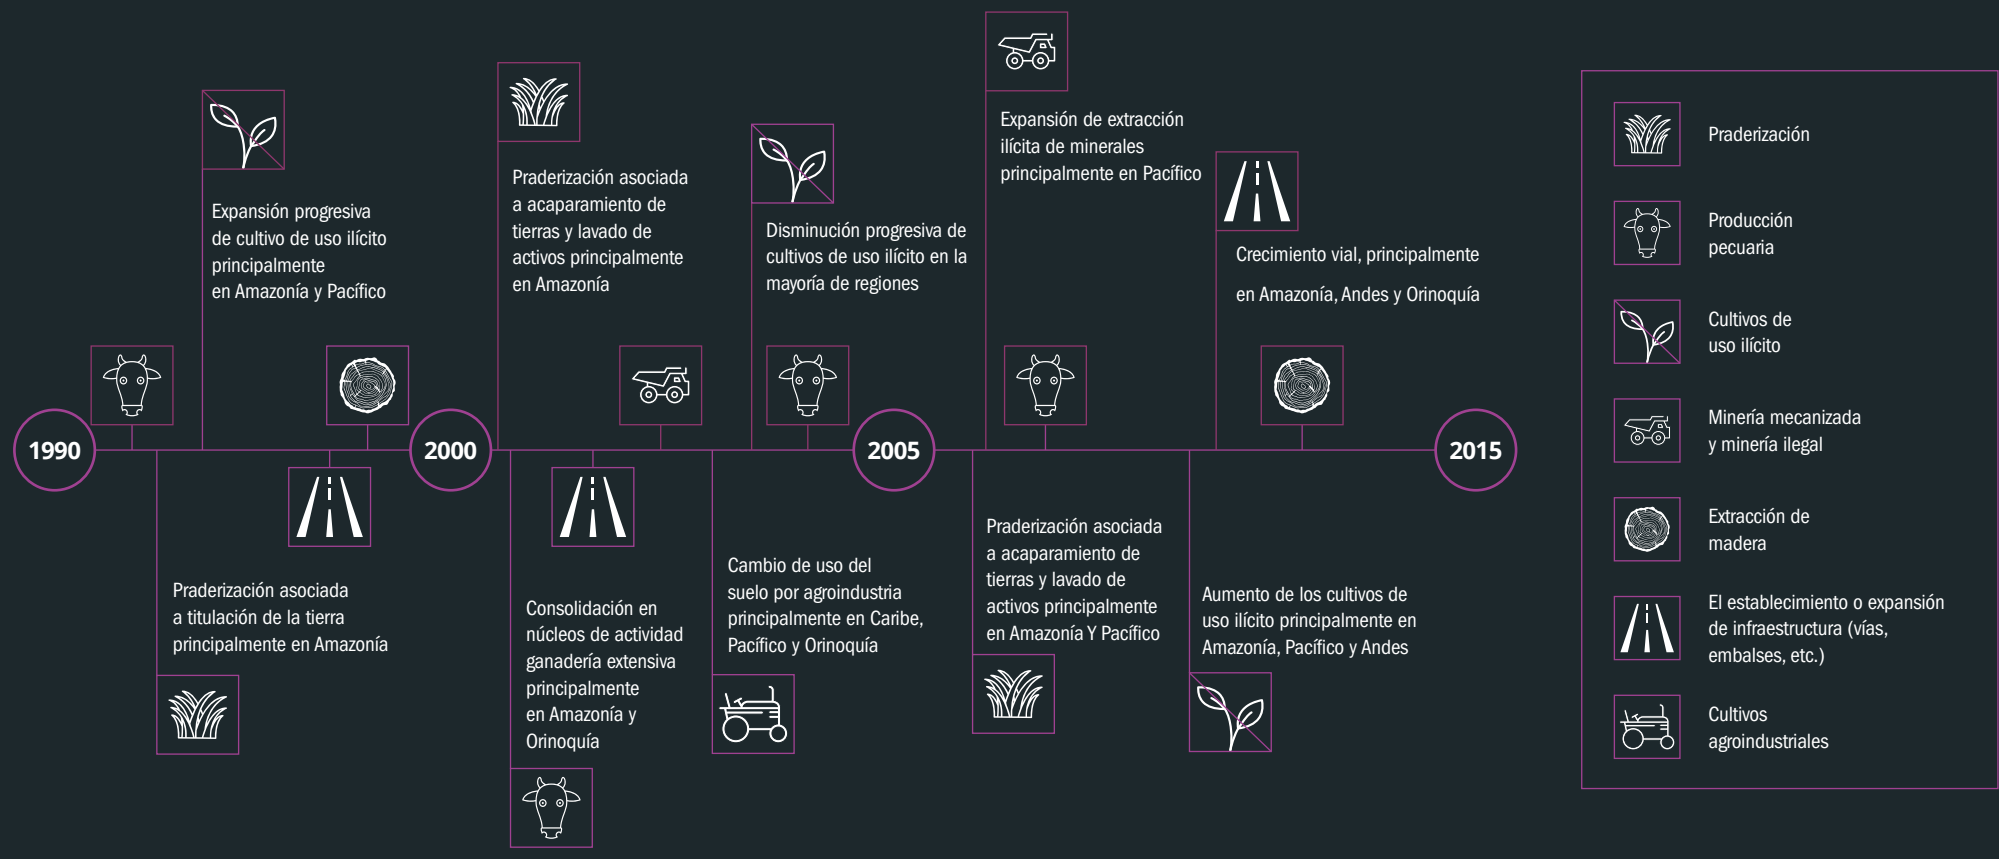 Expansión progresiva
de cultivo de uso ilícito
principalmente
en Amazonía y Pacífico
Praderización asociada
a acaparamiento de
tierras y lavado de
activos principalmente
en Amazonía
Disminución progresiva de
cultivos de uso ilícito en la
mayoría de regiones
Expansión de extracción
ilícita de minerales
principalmente en Pacífico
Crecimiento vial, principalmente
en Amazonía, Andes y Orinoquía
1990
2000
2005
2015
Praderización asociada
a titulación de la tierra
principalmente en Amazonía
Consolidación en
núcleos de actividad
ganadería extensiva
principalmente
en Amazonía y
Orinoquía
Cambio de uso del
suelo por agroindustria
principalmente en Caribe,
Pacífico y Orinoquía
Praderización asociada
a acaparamiento de
tierras y lavado de
activos principalmente
en Amazonía Y Pacífico
Aumento de los cultivos de
uso ilícito principalmente en
Amazonía, Pacífico y Andes
Praderización
Producción
pecuaria
Cultivos de
uso ilícito
Minería mecanizada
y minería ilegal
Extracción de
madera
El establecimiento o expansión
de infraestructura (vías,
embalses, etc.)
Cultivos
agroindustriales